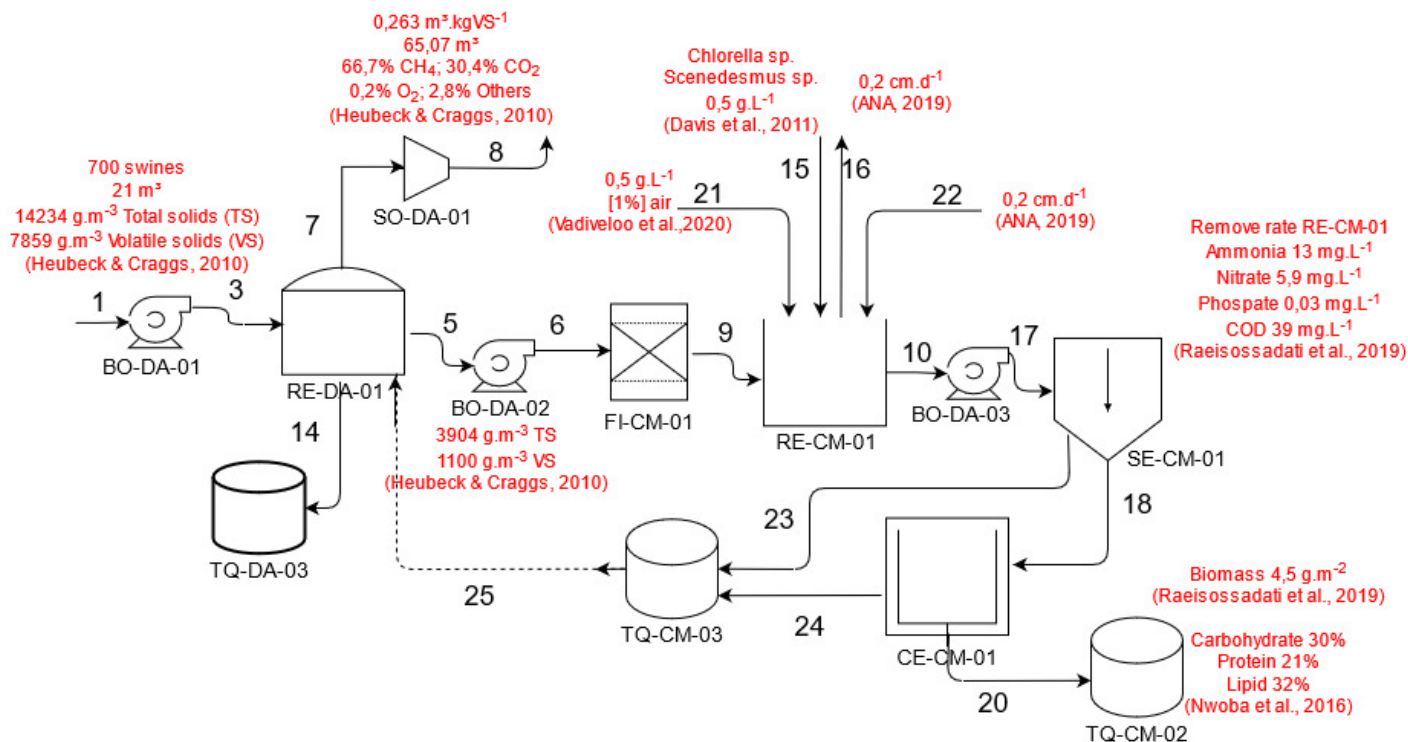 0,263 m³.kgVS⁻¹
65,07 m³
66,7% CH₄; 30,4% CO₂
0,2% O₂; 2,8% Others
(Heubeck & Craggs, 2010)
8
SO-DA-01
7
700 swines
21 m³
14234 g.m⁻³ Total solids (TS)
7859 g.m⁻³ Volatile solids (VS)
(Heubeck & Craggs, 2010)
1
BO-DA-01
3
RE-DA-01
14
TQ-DA-03
5
BO-DA-02
3904 g.m⁻³ TS
1100 g.m⁻³ VS
(Heubeck & Craggs, 2010)
6
FI-CM-01
9
Chlorella sp.
Scenedesmus sp.
0,5 g.L⁻¹
(Davis et al., 2011)
15
0,2 cm.d⁻¹
(ANA, 2019)
16
0,5 g.L⁻¹
[1%] air
(Vadiveloo et al.,2020)
21
22
0,2 cm.d⁻¹
(ANA, 2019)
RE-CM-01
10
BO-DA-03
17
Remove rate RE-CM-01
Ammonia 13 mg.L⁻¹
Nitrate 5,9 mg.L⁻¹
Phospate 0,03 mg.L⁻¹
COD 39 mg.L⁻¹
(Raeisossadati et al., 2019)
SE-CM-01
18
23
24
25
TQ-CM-03
CE-CM-01
20
Biomass 4,5 g.m⁻²
(Raeisossadati et al., 2019)
Carbohydrate 30%
Protein 21%
Lipid 32%
(Nwoba et al., 2016)
TQ-CM-02